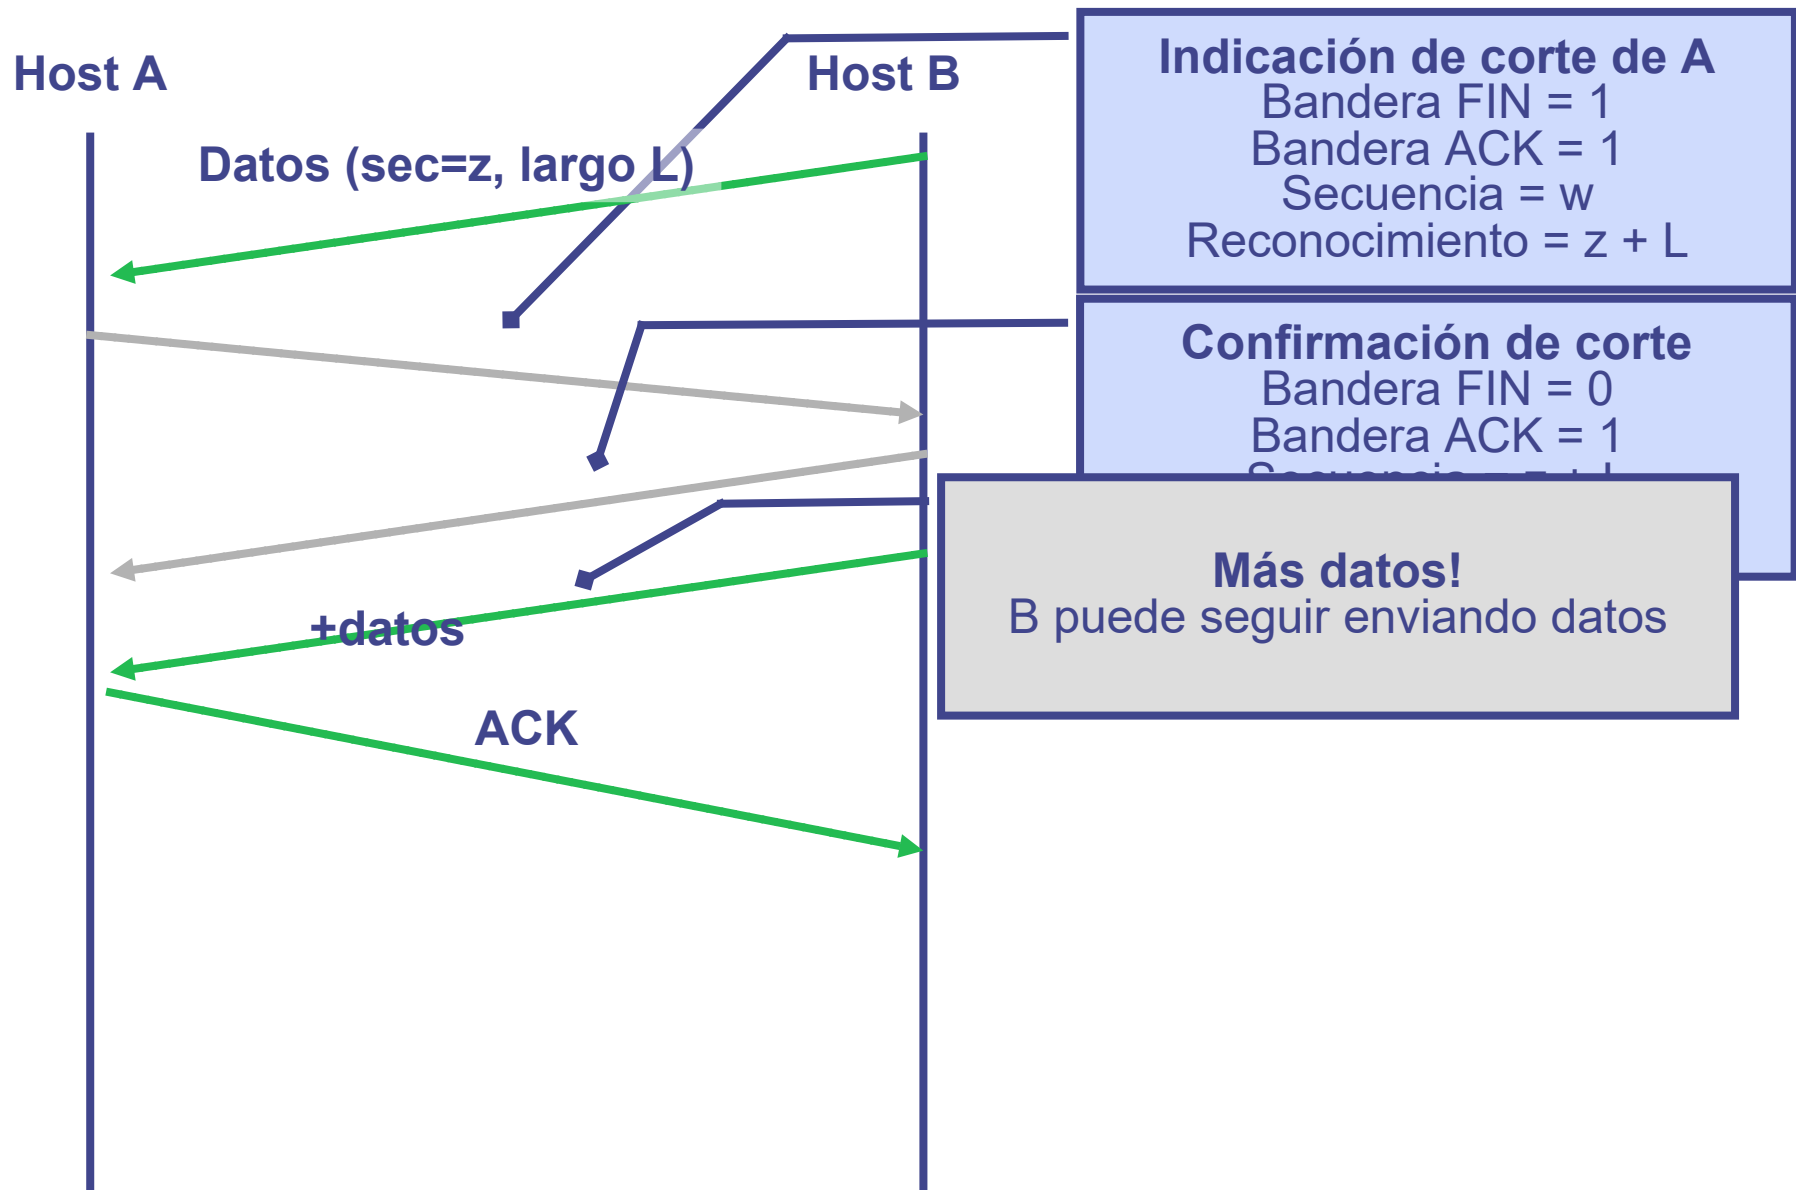 Host A
Host B
Datos (sec=z, largo L)
+datos
ACK
Indicación de corte de A
Bandera FIN = 1
Bandera ACK = 1
Secuencia = w
Reconocimiento = z + L
Confirmación de corte
Bandera FIN = 0
Bandera ACK = 1
Secuencia = z + L
Más datos!
B puede seguir enviando datos